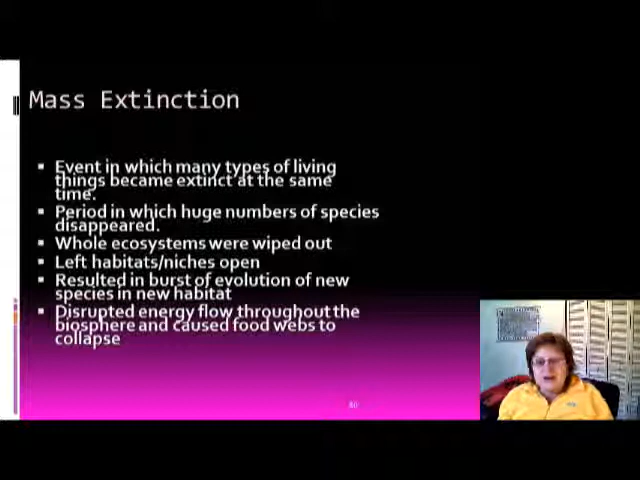 Mass Extinction
▪ Event in which many types of living
things became extinct at the same
time.
▪ Period in which huge numbers of species
disappeared.
▪ Whole ecosystems were wiped out
▪ Left habitats/niches open
▪ Resulted in burst of evolution of new
species in new habitat
▪ Disrupted energy flow throughout the
biosphere and caused food webs to
collapse